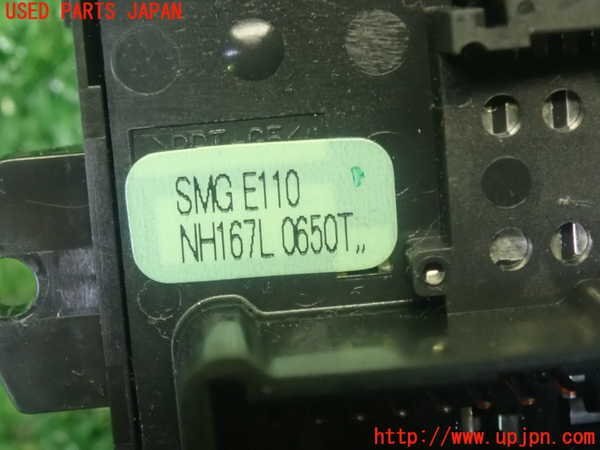 USED PARTS JAPAN
SMG E110
NH167L 0650T,,
http://www.upjpn.com/